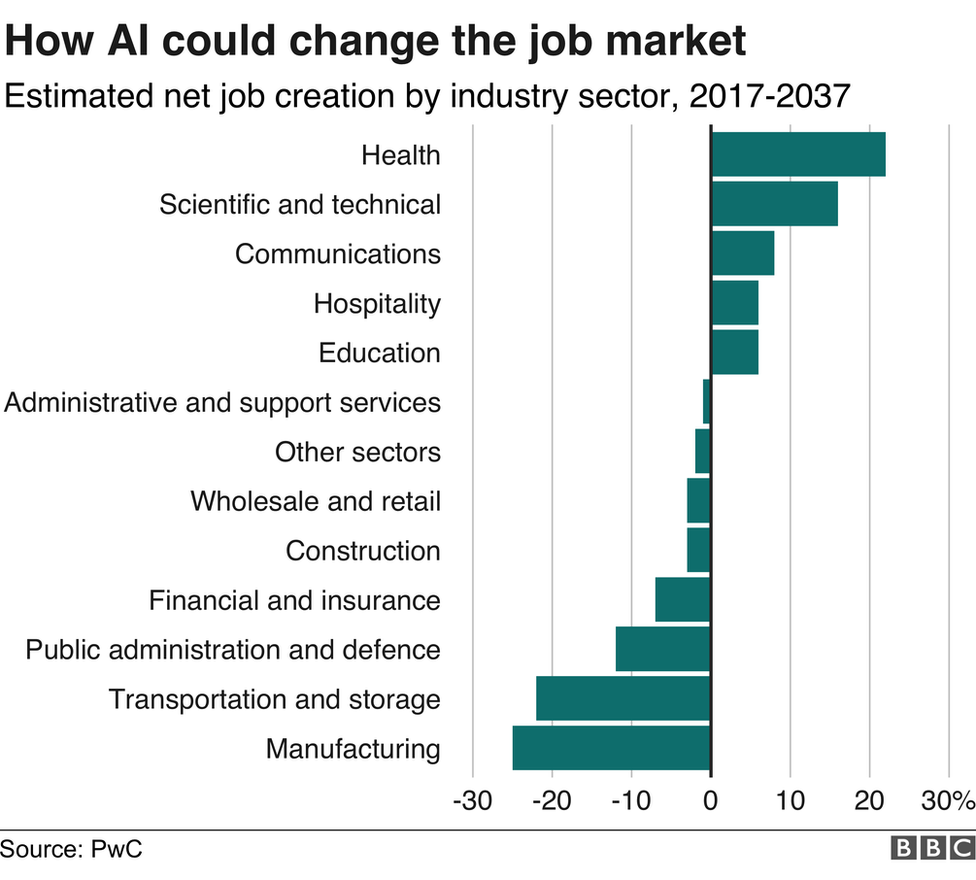 How AI could change the job market
Estimated net job creation by industry sector, 2017-2037
Health
Scientific and technical
Communications
Hospitality
Education
Administrative and support services
Other sectors
Wholesale and retail
Construction
Financial and insurance
Public administration and defence
Transportation and storage
Manufacturing
-30 -20 -10 0 10 20 30%
Source: PwC BBC